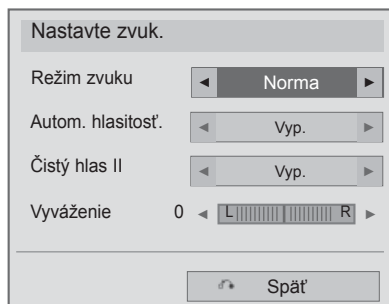 Nastavte zvuk.
Režim zvuku ◄ Norma ►
Autom. hlasitosť. ◄ Vyp. ►
Čistý hlas II ◄ Vyp. ►
Vyváženie 0 ◄ L R ►
Späť